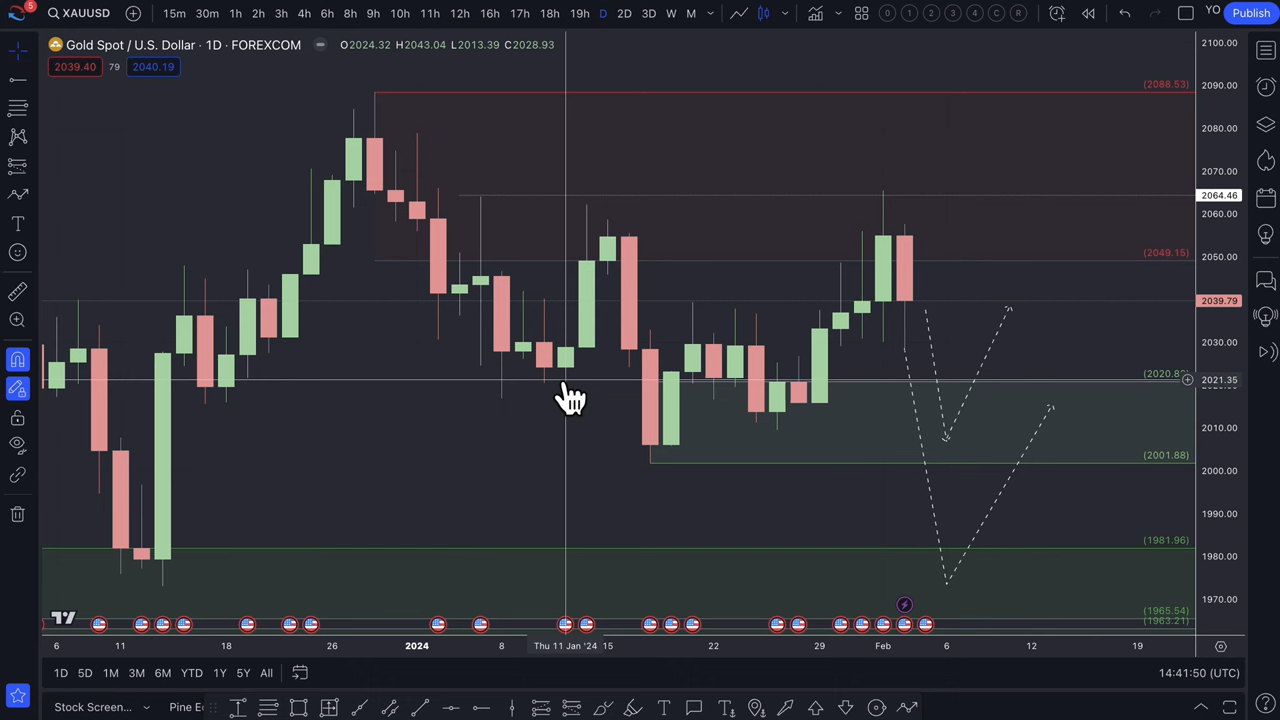 5 XAUUSD 15m 30m 1h 2h 3h 4h 6h 8h 9h 10h 11h 12h 16h 17h 18h 19h D 2D 3D W M 0 1 2 3 4 C R YO Publish
Gold Spot / U.S. Dollar · 1D · FOREXCOM O2024.32 H2043.04 L2013.39 C2028.93
2039.40 79 2040.19
2100.00
(2088.53) 2090.00
2080.00
2070.00
2064.46
2060.00
(2049.15) 2050.00
2039.79
2030.00
2021.35
2010.00
(2001.88) 2000.00
1990.00
(1981.96) 1980.00
1970.00
(1965.54)
(1963.21)
6 11 18 26 2024 8 Thu 11 Jan '24 15 22 29 Feb 6 12 19
1D 5D 1M 3M 6M YTD 1Y 5Y All 14:41:50 (UTC)
Stock Screen... Pine E